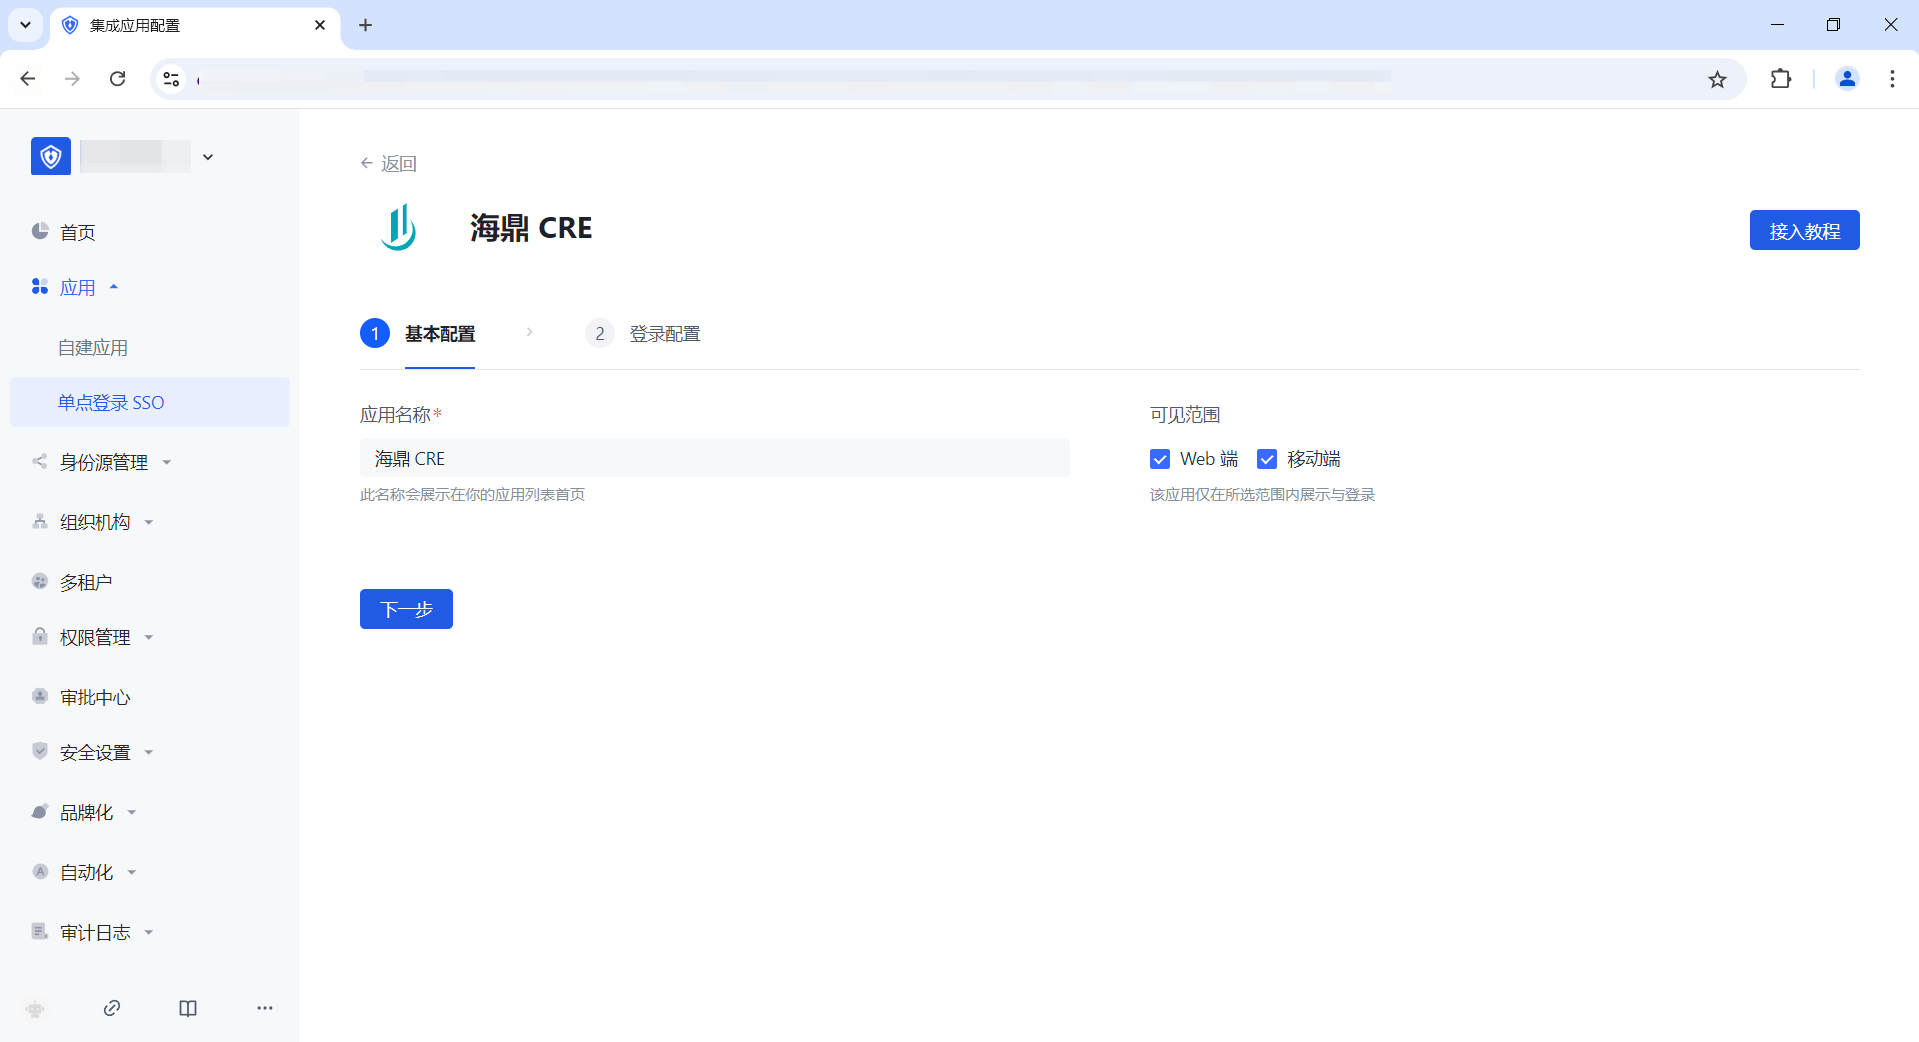 集成应用配置
首页
应用
自建应用
单点登录 SSO
身份源管理
组织机构
多租户
权限管理
审批中心
安全设置
品牌化
自动化
审计日志
返回
海鼎 CRE
接入教程
1 基本配置
2 登录配置
应用名称*
海鼎 CRE
此名称会展示在你的应用列表首页
可见范围
Web 端 移动端
该应用仅在所选范围内展示与登录
下一步